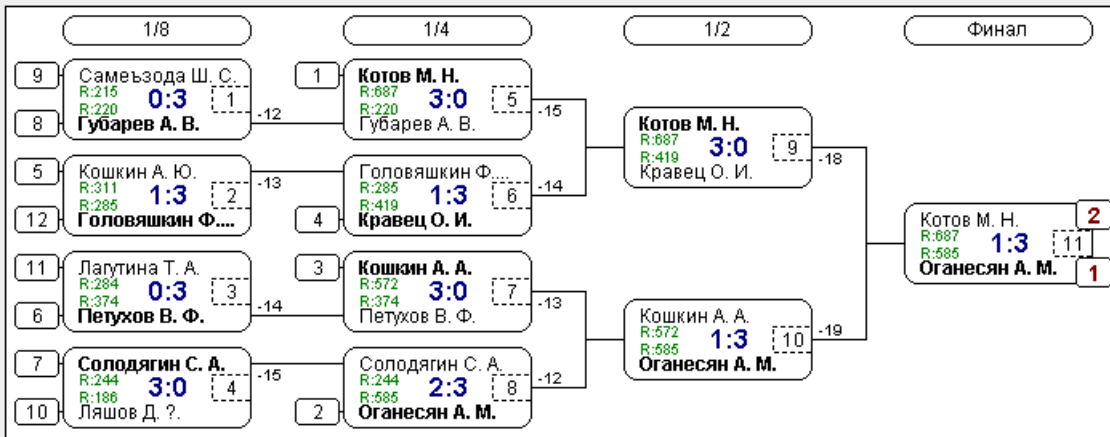 1/8
1/4
1/2
Финал
9
Самеъзода Ш. С.
R:215
0:3
1
R:220
8
Губарев А. В.
-12
5
Кошкин А. Ю.
R:311
1:3
2
R:285
12
Головяшкин Ф....
-13
11
Лагутина Т. А.
R:284
0:3
3
R:374
6
Петухов В. Ф.
-14
7
Солодягин С. А.
R:244
3:0
4
R:186
10
Ляшов Д. ?.
-15
1
Котов М. Н.
R:687
3:0
5
R:220
Губарев А. В.
-15
Головяшкин Ф....
R:285
1:3
6
R:419
4
Кравец О. И.
-14
3
Кошкин А. А.
R:572
3:0
7
R:374
Петухов В. Ф.
-13
Солодягин С. А.
R:244
2:3
8
R:585
2
Оганесян А. М.
-12
Котов М. Н.
R:687
3:0
9
R:419
Кравец О. И.
-18
Кошкин А. А.
R:572
1:3
10
R:585
Оганесян А. М.
-19
Котов М. Н.
2
R:687
1:3
11
R:585
Оганесян А. М.
1